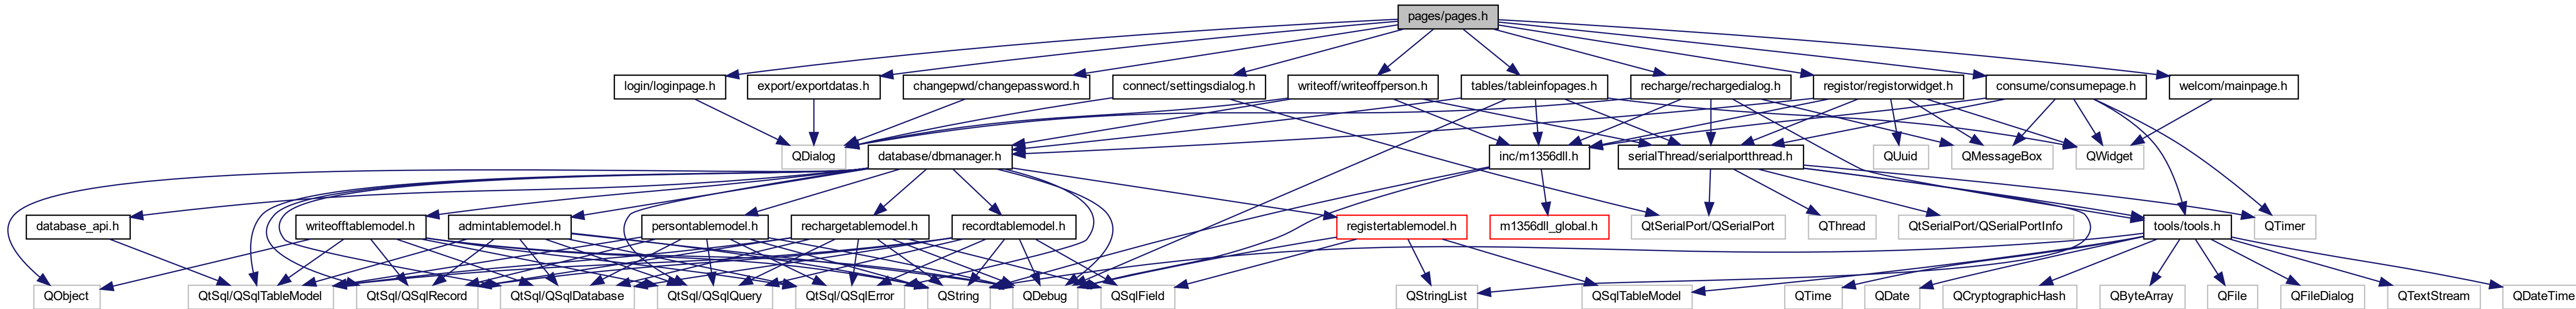 pages/pages.h
login/loginpage.h
export/exportdatas.h
changepwd/changepassword.h
connect/settingsdialog.h
writeoff/writeoffperson.h
tables/tableinfopages.h
recharge/rechargedialog.h
registor/registorwidget.h
consume/consumepage.h
welcom/mainpage.h
QDialog
database/dbmanager.h
inc/m1356dll.h
serialThread/serialportthread.h
QUuid
QMessageBox
QWidget
database_api.h
writeofftablemodel.h
admintablemodel.h
persontablemodel.h
rechargetablemodel.h
recordtablemodel.h
registertablemodel.h
m1356dll_global.h
QtSerialPort/QSerialPort
QThread
QtSerialPort/QSerialPortInfo
tools/tools.h
QTimer
QObject
QtSql/QSqlTableModel
QtSql/QSqlRecord
QtSql/QSqlDatabase
QtSql/QSqlQuery
QtSql/QSqlError
QString
QDebug
QSqlField
QStringList
QSqlTableModel
QTime
QDate
QCryptographicHash
QByteArray
QFile
QFileDialog
QTextStream
QDateTime